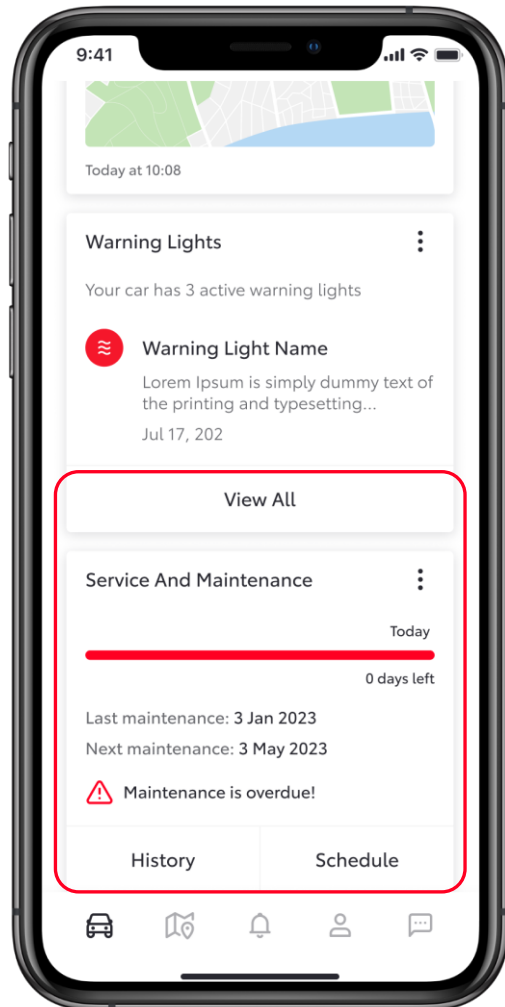 9:41
Today at 10:08
Warning Lights
Your car has 3 active warning lights
Warning Light Name
Lorem Ipsum is simply dummy text of
the printing and typesetting...
Jul 17, 202
View All
Service And Maintenance
Today
0 days left
Last maintenance: 3 Jan 2023
Next maintenance: 3 May 2023
Maintenance is overdue!
History
Schedule